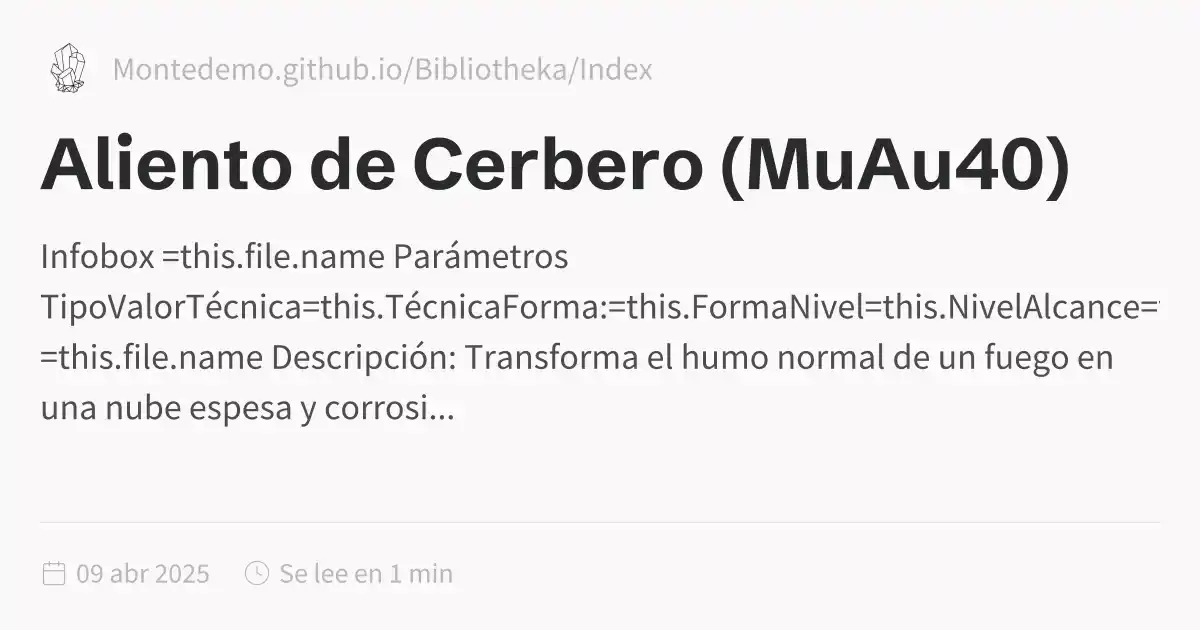 Montedemo.github.io/Bibliotheka/Index
Aliento de Cerbero (MuAu40)
Infobox =this.file.name Parámetros
TipoValorTécnica=this.TécnicaForma:=this.FormaNivel=this.NivelAlcance=
=this.file.name Descripción: Transforma el humo normal de un fuego en
una nube espesa y corrosi...
09 abr 2025 Se lee en 1 min